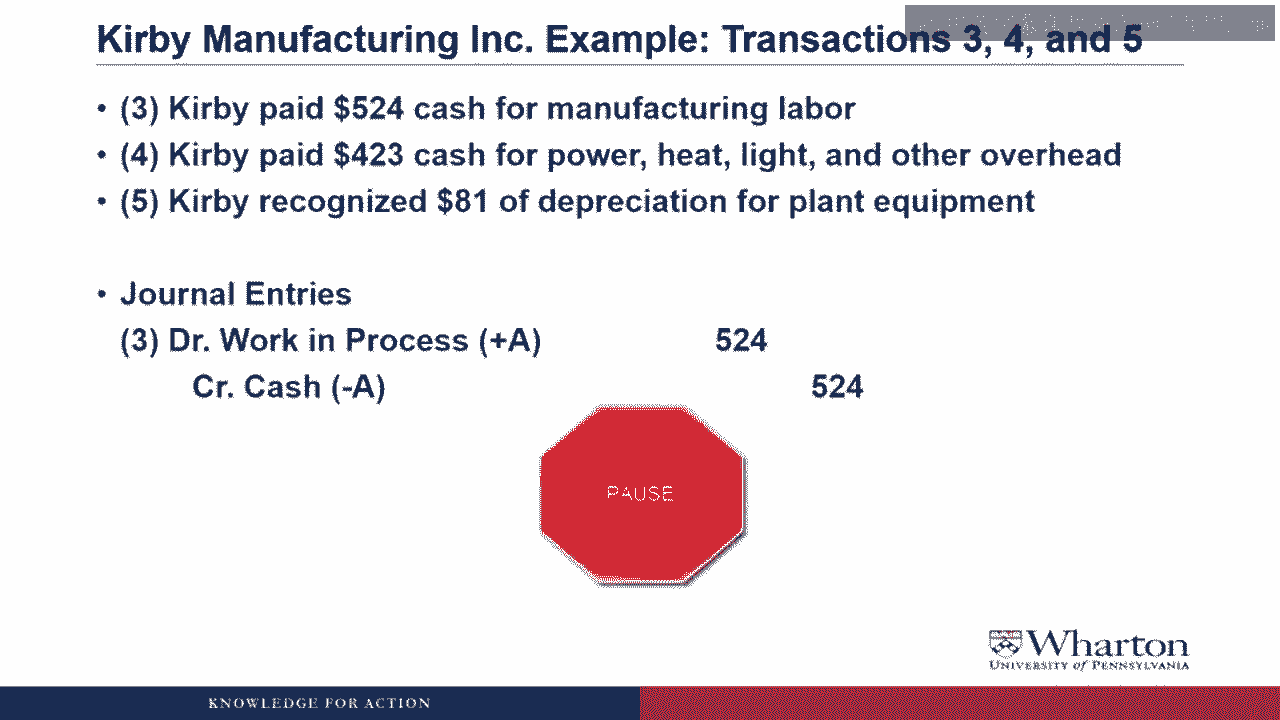 Kirby Manufacturing Inc. Example: Transactions 3, 4, and 5
• (3) Kirby paid $524 cash for manufacturing labor
• (4) Kirby paid $423 cash for power, heat, light, and other overhead
• (5) Kirby recognized $81 of depreciation for plant equipment
• Journal Entries
(3) Dr. Work in Process (+A) 524
Cr. Cash (-A) 524
PAUSE
Wharton
UNIVERSITY of PENNSYLVANIA
KNOWLEDGE FOR ACTION